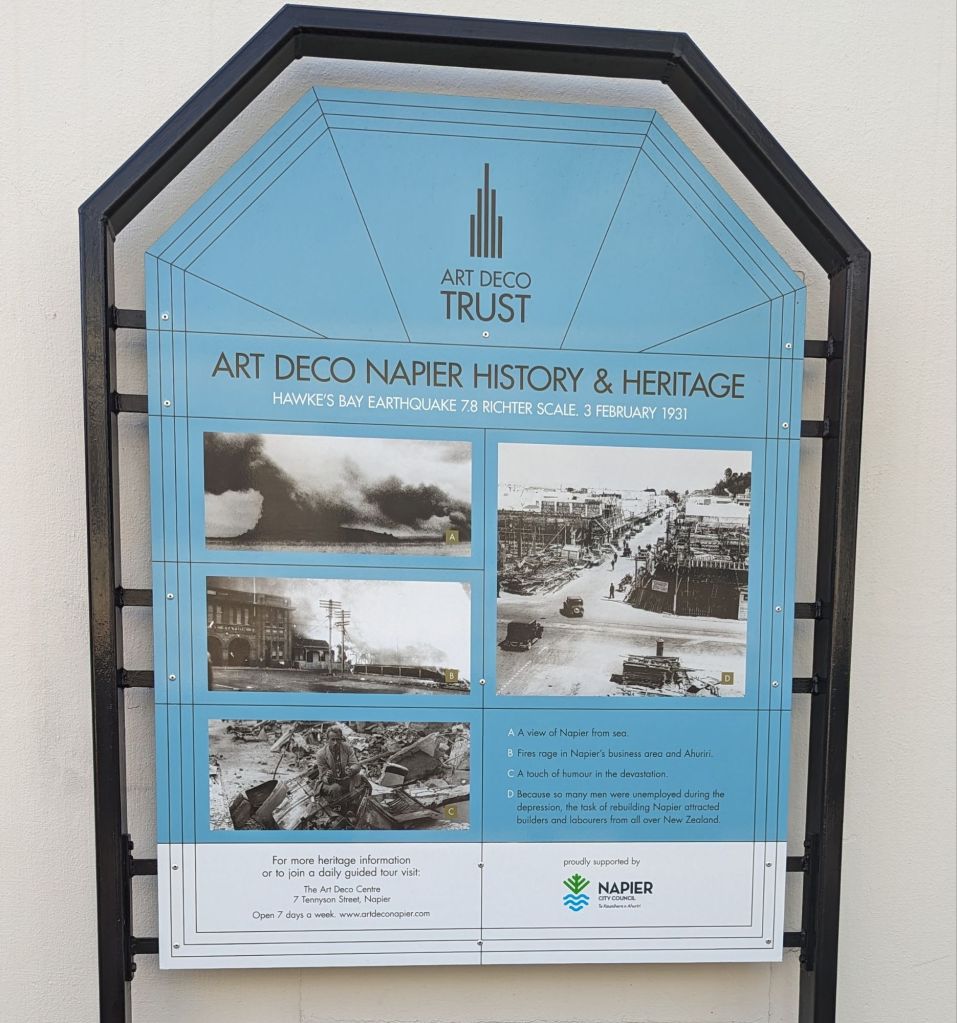 ART DECO
TRUST
ART DECO NAPIER HISTORY & HERITAGE
HAWKE'S BAY EARTHQUAKE 7.8 RICHTER SCALE. 3 FEBRUARY 1931
A
B
C
D
A A view of Napier from sea.
B Fires rage in Napier's business area and Ahuriri.
C A touch of humour in the devastation.
D Because so many men were unemployed during the
depression, the task of rebuilding Napier attracted
builders and labourers from all over New Zealand.
For more heritage information
or to join a daily guided tour visit:
The Art Deco Centre
7 Tennyson Street, Napier
Open 7 days a week. www.artdeconapier.com
proudly supported by
NAPIER
CITY COUNCIL
Te Kaunihera o Ahuriri